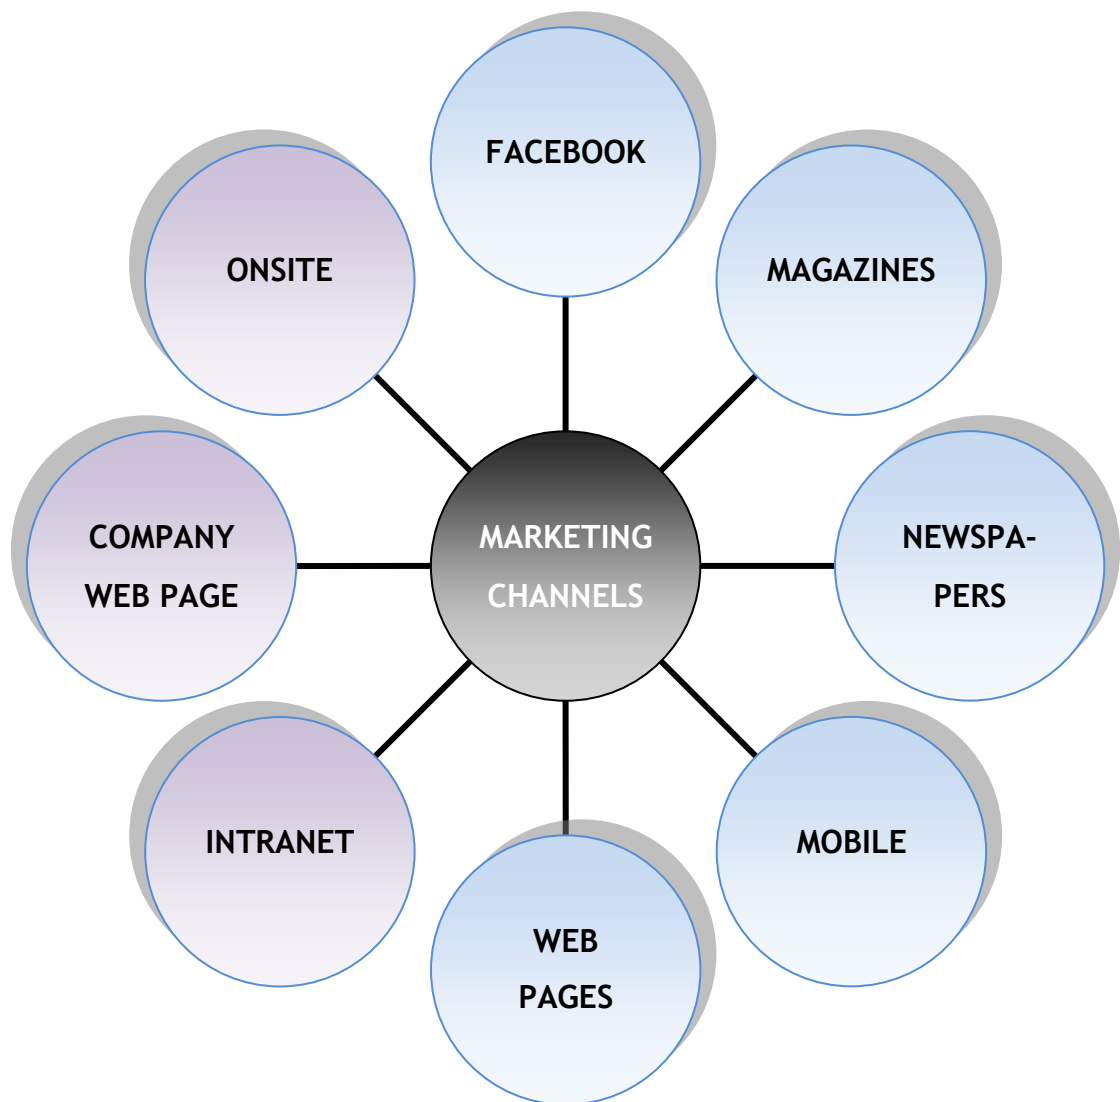 FACEBOOK
ONSITE
MAGAZINES
COMPANY
WEB PAGE
MARKETING
CHANNELS
NEWSPA-
PERS
INTRANET
MOBILE
WEB
PAGES